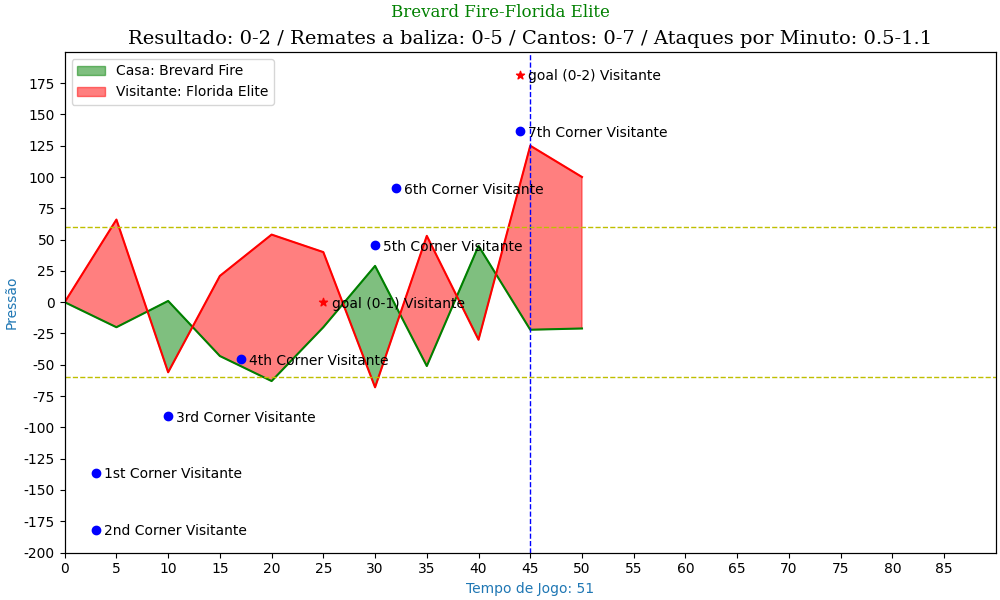 Brevard Fire-Florida Elite
Resultado: 0-2 / Remates a baliza: 0-5 / Cantos: 0-7 / Ataques por Minuto: 0.5-1.1
Casa: Brevard Fire
Visitante: Florida Elite
goal (0-2) Visitante
7th Corner Visitante
6th Corner Visitante
5th Corner Visitante
goal (0-1) Visitante
4th Corner Visitante
3rd Corner Visitante
1st Corner Visitante
2nd Corner Visitante
Pressão
175
150
125
100
75
50
25
0
-25
-50
-75
-100
-125
-150
-175
-200
0 5 10 15 20 25 30 35 40 45 50 55 60 65 70 75 80 85
Tempo de Jogo: 51